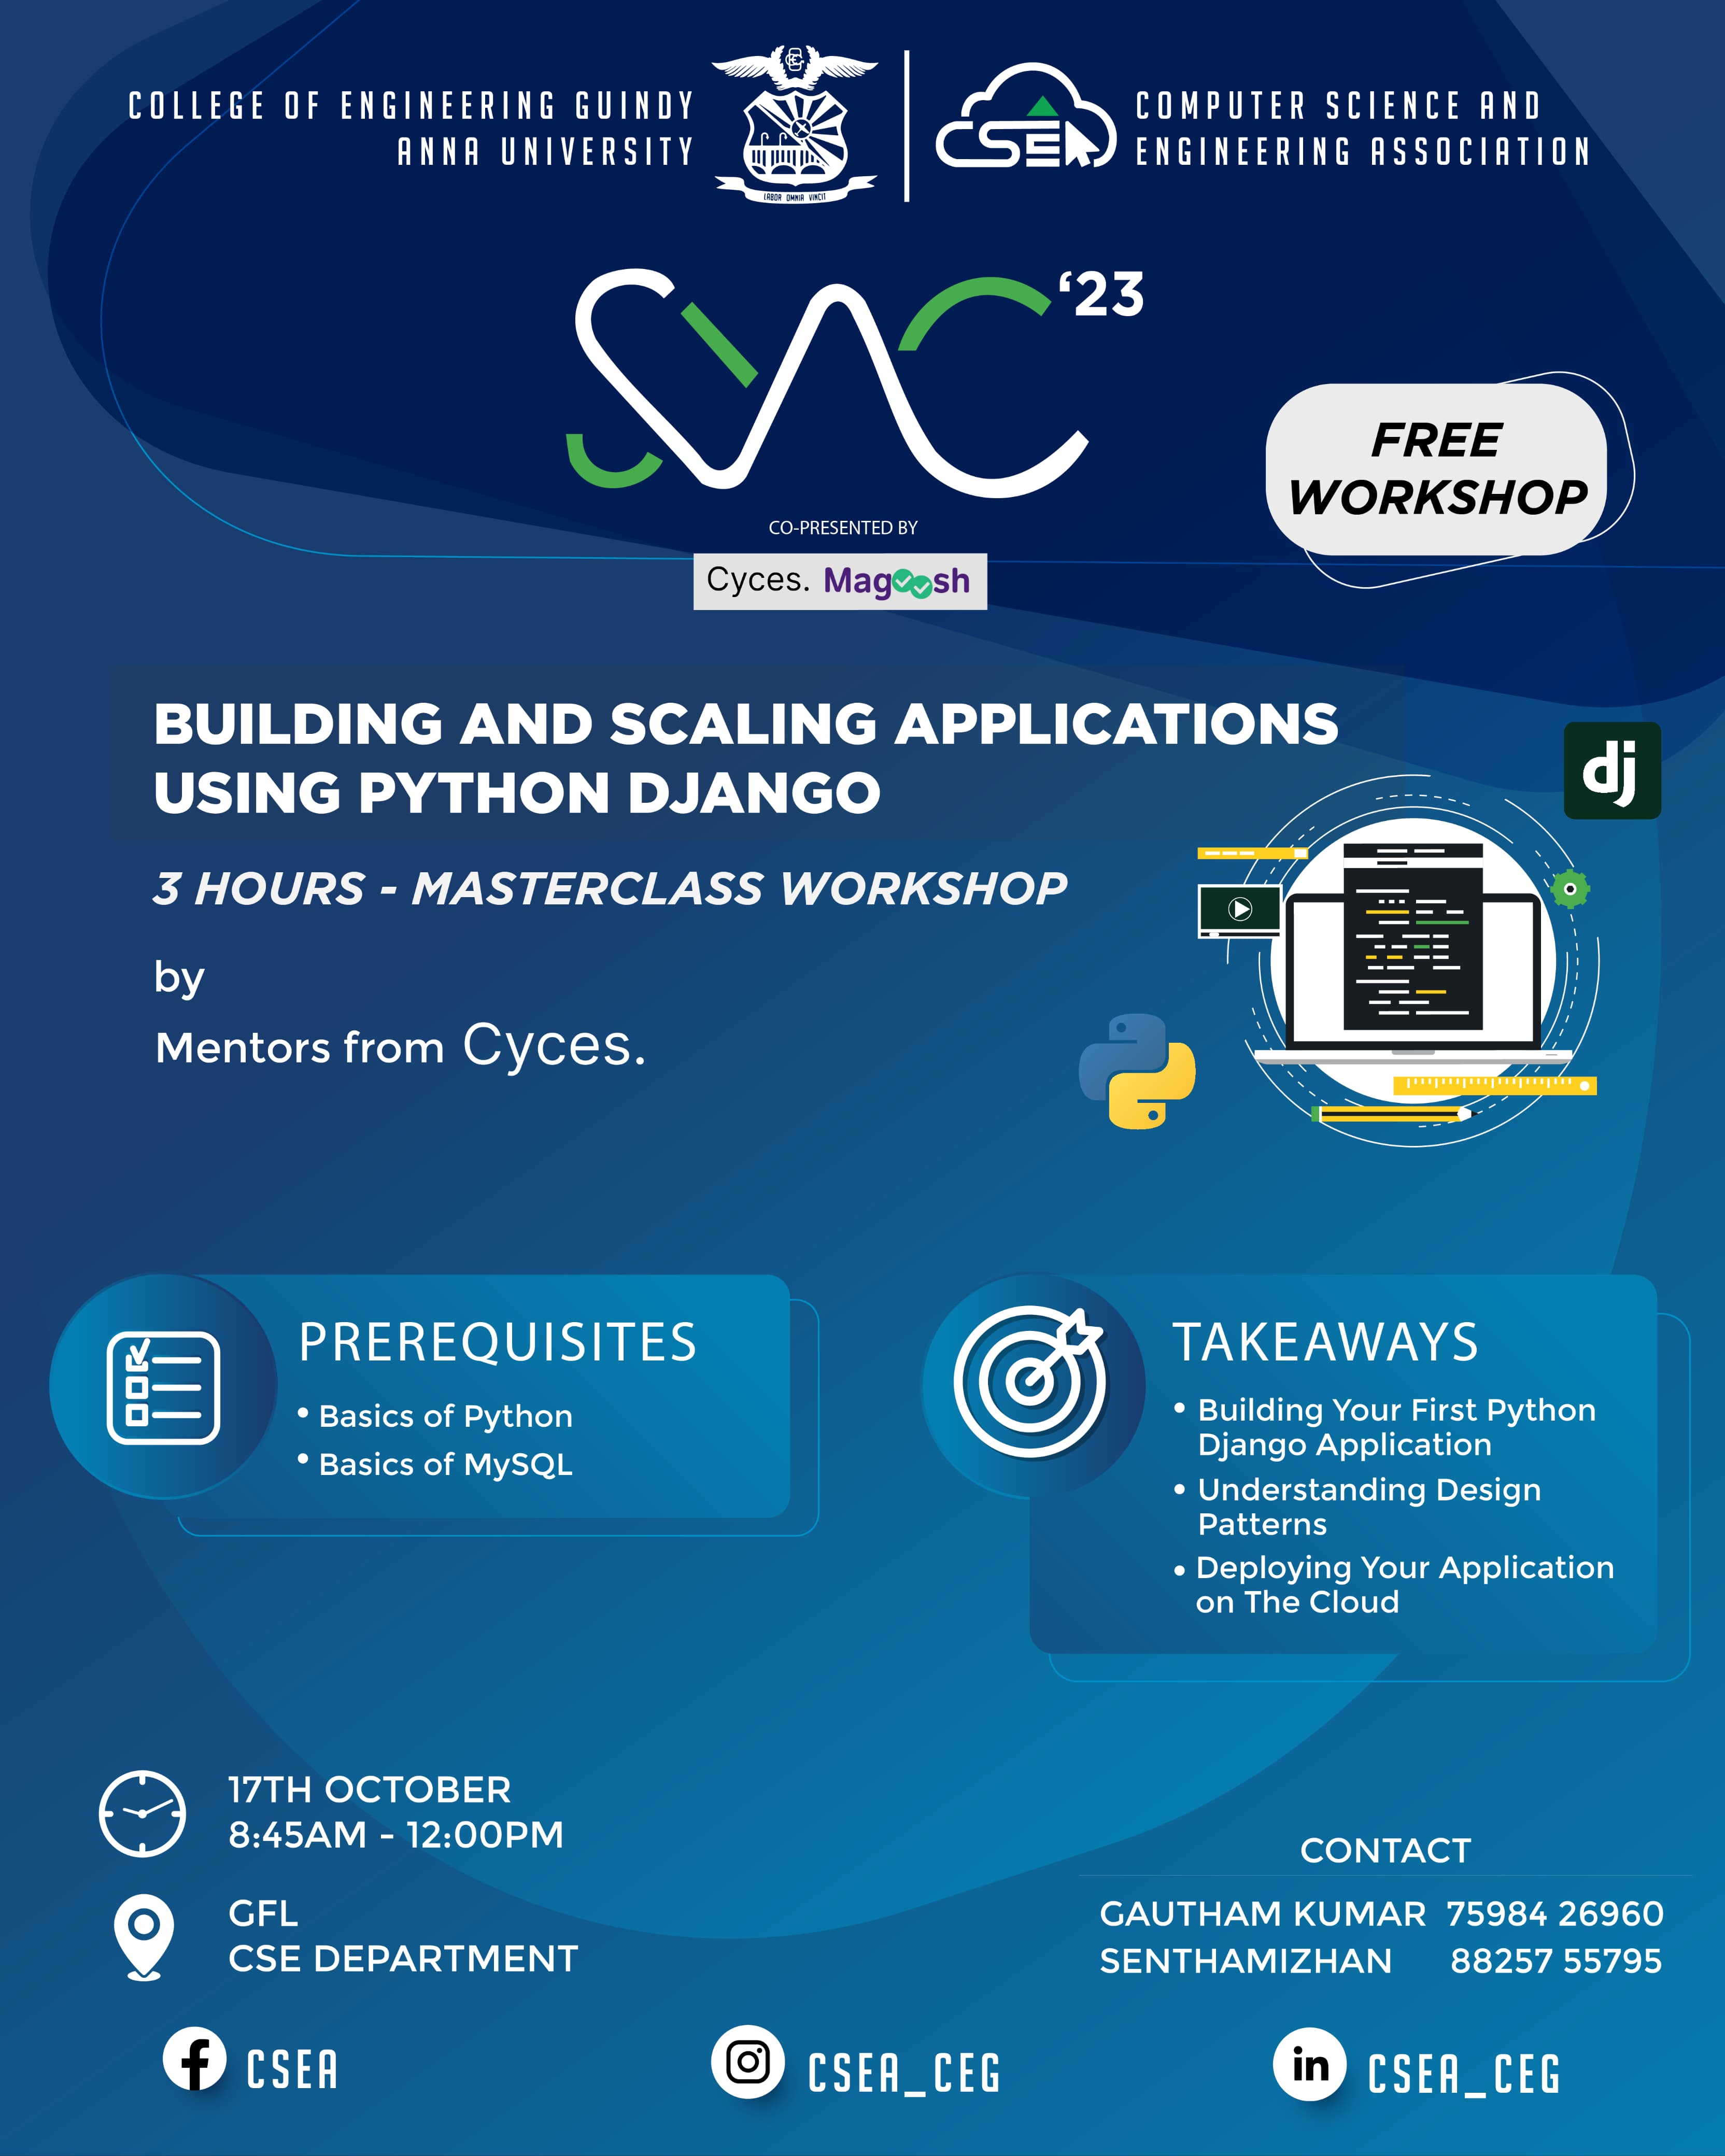 COLLEGE OF ENGINEERING GUINDY
ANNA UNIVERSITY
LABOR OMNIA VINCIT
CSEA
COMPUTER SCIENCE AND
ENGINEERING ASSOCIATION
SVAC '23
FREE
WORKSHOP
CO-PRESENTED BY
Cyces. Magoosh
BUILDING AND SCALING APPLICATIONS
USING PYTHON DJANGO
dj
3 HOURS - MASTERCLASS WORKSHOP
by
Mentors from Cyces.
PREREQUISITES
• Basics of Python
• Basics of MySQL
TAKEAWAYS
• Building Your First Python
Django Application
• Understanding Design
Patterns
• Deploying Your Application
on The Cloud
17TH OCTOBER
8:45AM - 12:00PM
GFL
CSE DEPARTMENT
CONTACT
GAUTHAM KUMAR 75984 26960
SENTHAMIZHAN 88257 55795
CSEA
CSEA_CEG
in CSEA_CEG